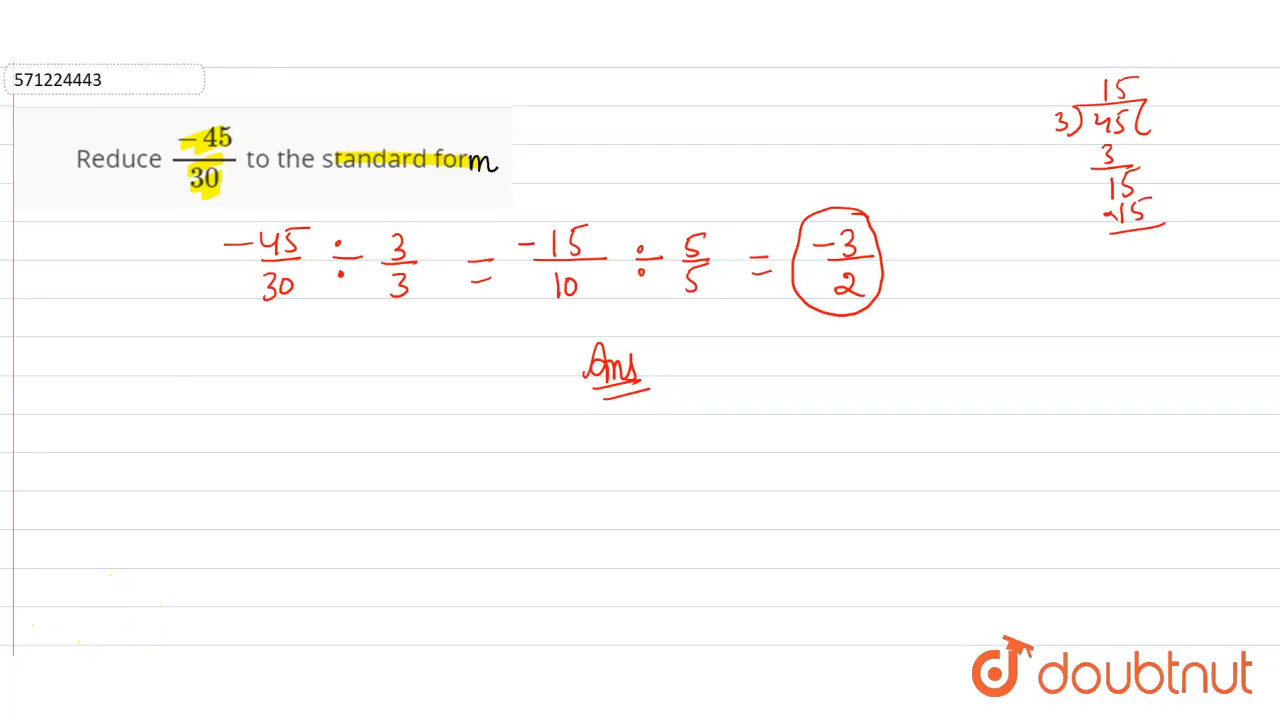 571224443
Reduce -45/30 to the standard form
-45/30 ÷ 3/3 = -15/10 ÷ 5/5 = -3/2
Ans
15
3) 45 (
3
15
-15
doubtnut